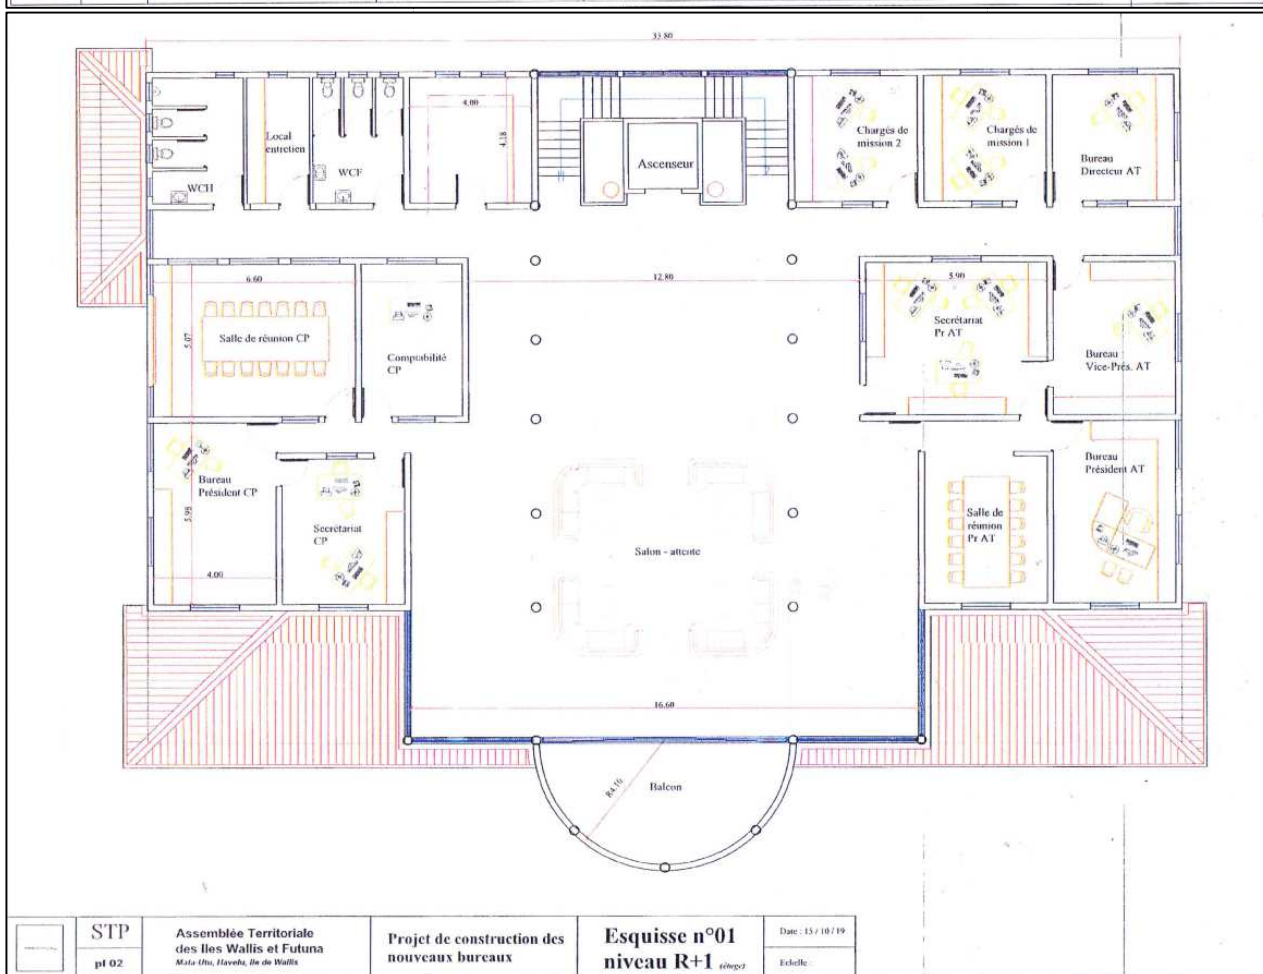 33.80
4.00
4.18
Local
entretien
WCH
WCF
Ascenseur
Chargés de
mission 2
Chargés de
mission 1
Bureau
Directeur AT
6.60
12.80
5.90
Salle de réunion CP
5.07
Comptabilité
CP
Secrétariat
Pr AT
Bureau
Vice-Prés. AT
Bureau
Président CP
5.98
4.00
Secrétariat
CP
Salon - attente
Salle de
réunion
Pr AT
Bureau
Président AT
16.60
R4.16
Balcon
STP
pl 02
Assemblée Territoriale
des Iles Wallis et Futuna
Mata-Utu, Havelu, Ile de Wallis
Projet de construction des
nouveaux bureaux
Esquisse n°01
niveau R+1 (étage)
Date : 15 / 10 / 19
Echelle :